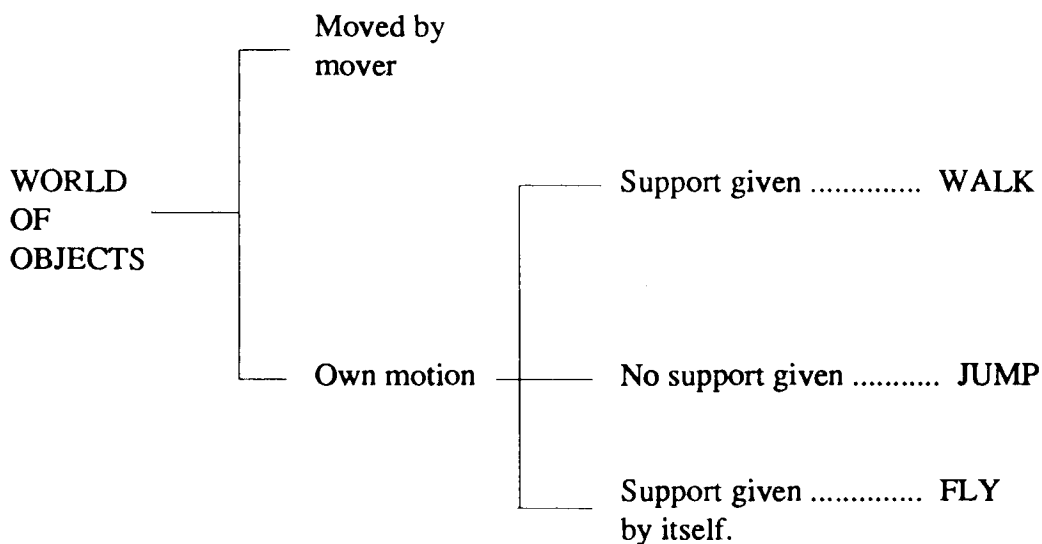 Moved by
mover
WORLD
OF
OBJECTS
Support given .............. WALK
Own motion
No support given ........... JUMP
Support given ............. FLY
by itself.